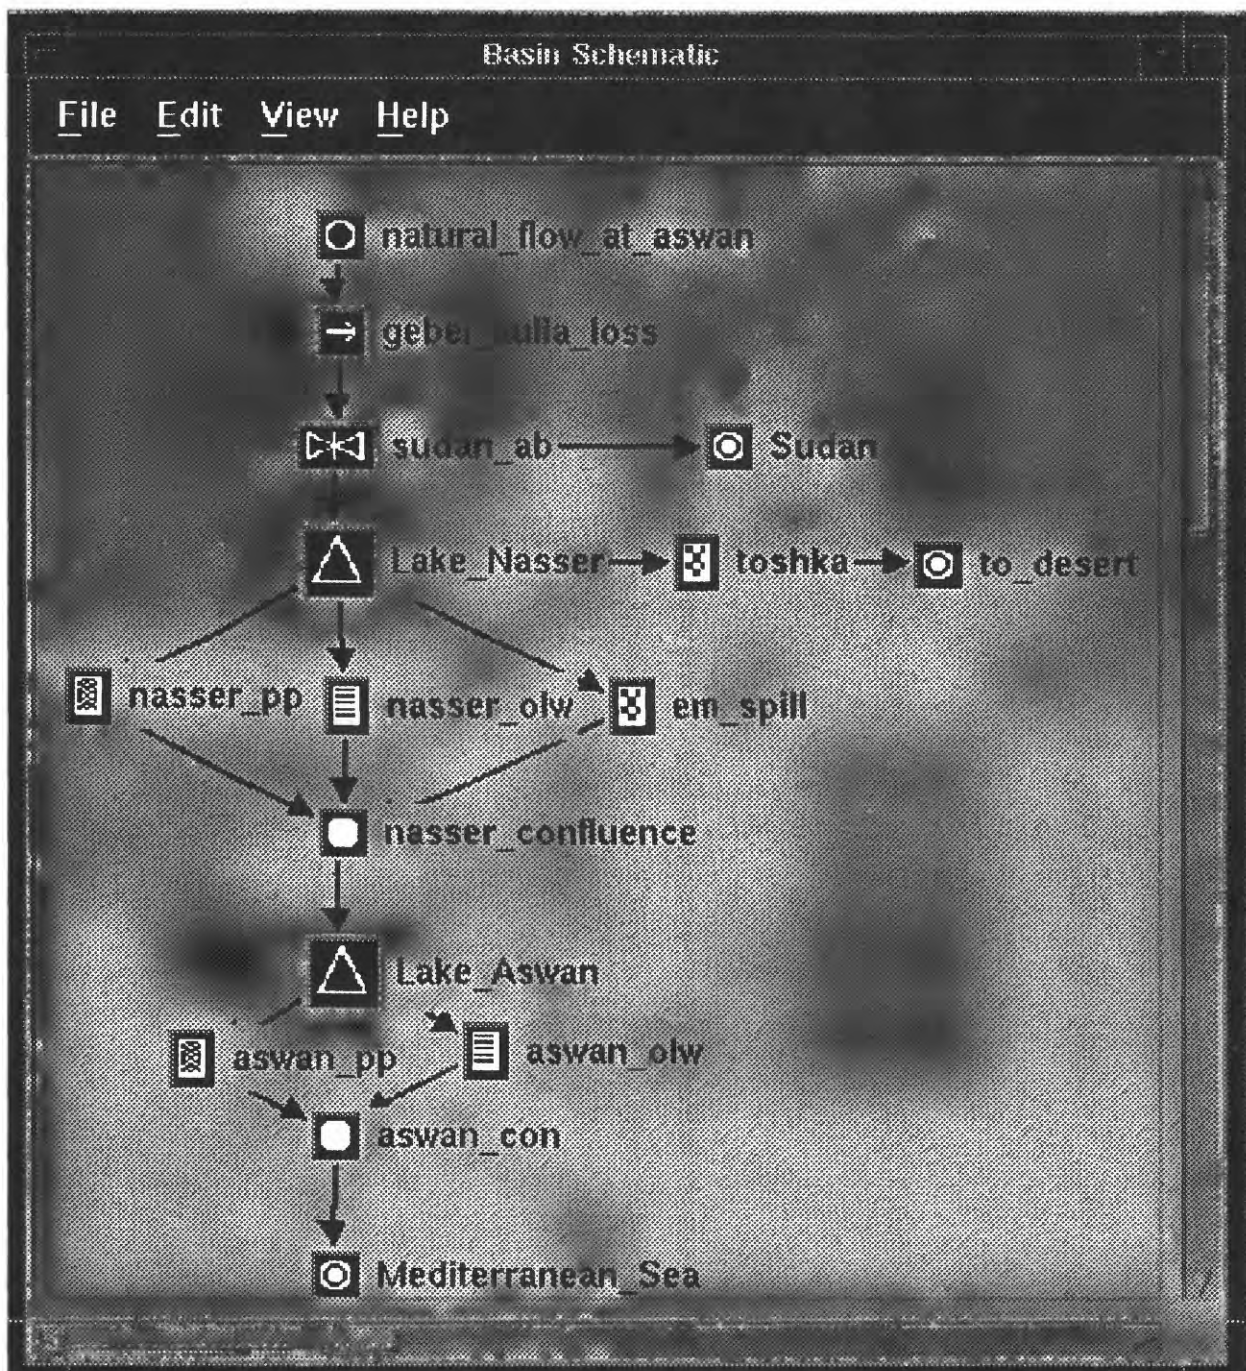 Basin Schematic
File Edit View Help
natural_flow_at_aswan
gebel_aulia_loss
sudan_ab Sudan
Lake_Nasser toshka to_desert
nasser_pp nasser_olw em_spill
nasser_confluence
Lake_Aswan
aswan_pp aswan_olw
aswan_con
Mediterranean_Sea